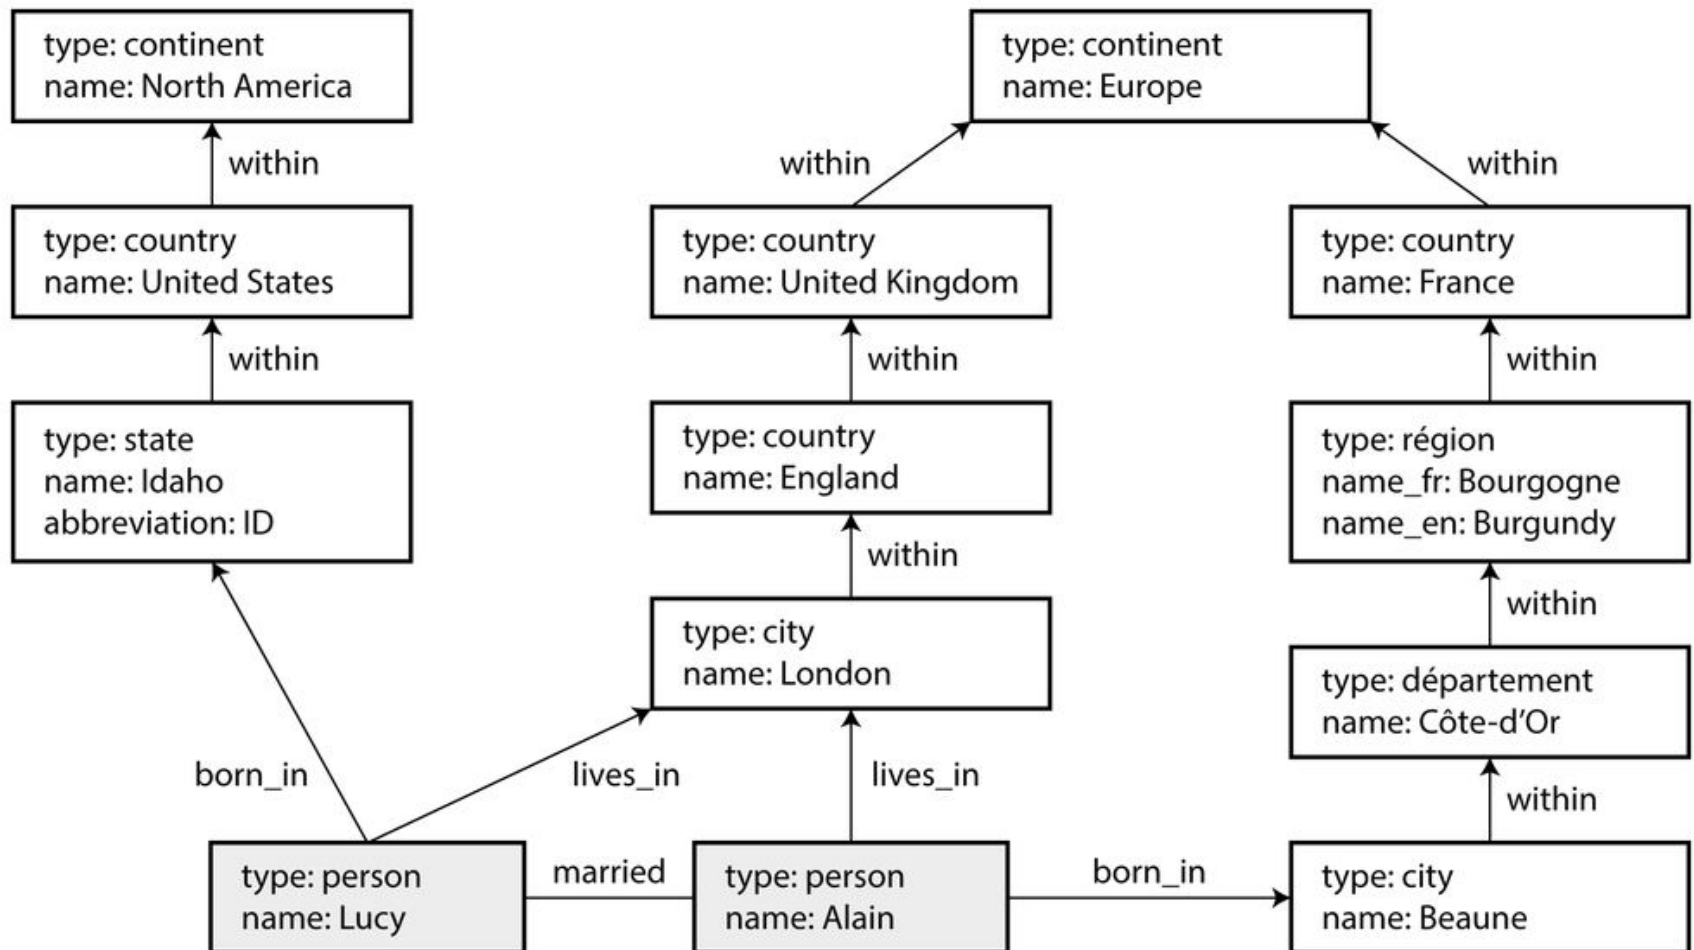 type: continent
name: North America
type: continent
name: Europe
within
within
within
type: country
name: United States
type: country
name: United Kingdom
type: country
name: France
within
within
within
type: state
name: Idaho
abbreviation: ID
type: country
name: England
type: région
name_fr: Bourgogne
name_en: Burgundy
within
within
type: city
name: London
type: département
name: Côte-d’Or
born_in
lives_in
lives_in
within
type: person
name: Lucy
married
type: person
name: Alain
born_in
type: city
name: Beaune